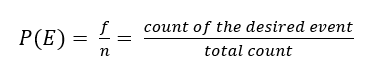 P(E) = f/n = count of the desired event/total count